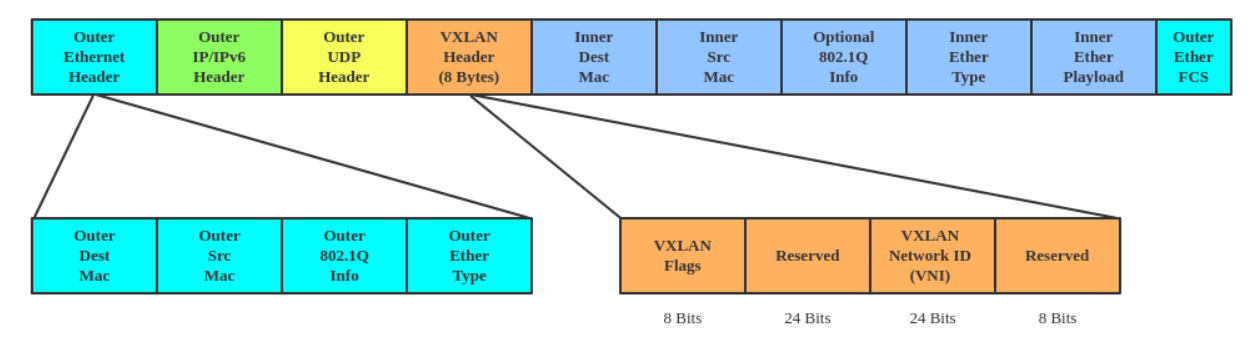 Outer
Ethernet
Header
Outer
IP/IPv6
Header
Outer
UDP
Header
VXLAN
Header
(8 Bytes)
Inner
Dest
Mac
Inner
Src
Mac
Optional
802.1Q
Info
Inner
Ether
Type
Inner
Ether
Playload
Outer
Ether
FCS
Outer
Dest
Mac
Outer
Src
Mac
Outer
802.1Q
Info
Outer
Ether
Type
VXLAN
Flags
Reserved
VXLAN
Network ID
(VNI)
Reserved
8 Bits
24 Bits
24 Bits
8 Bits